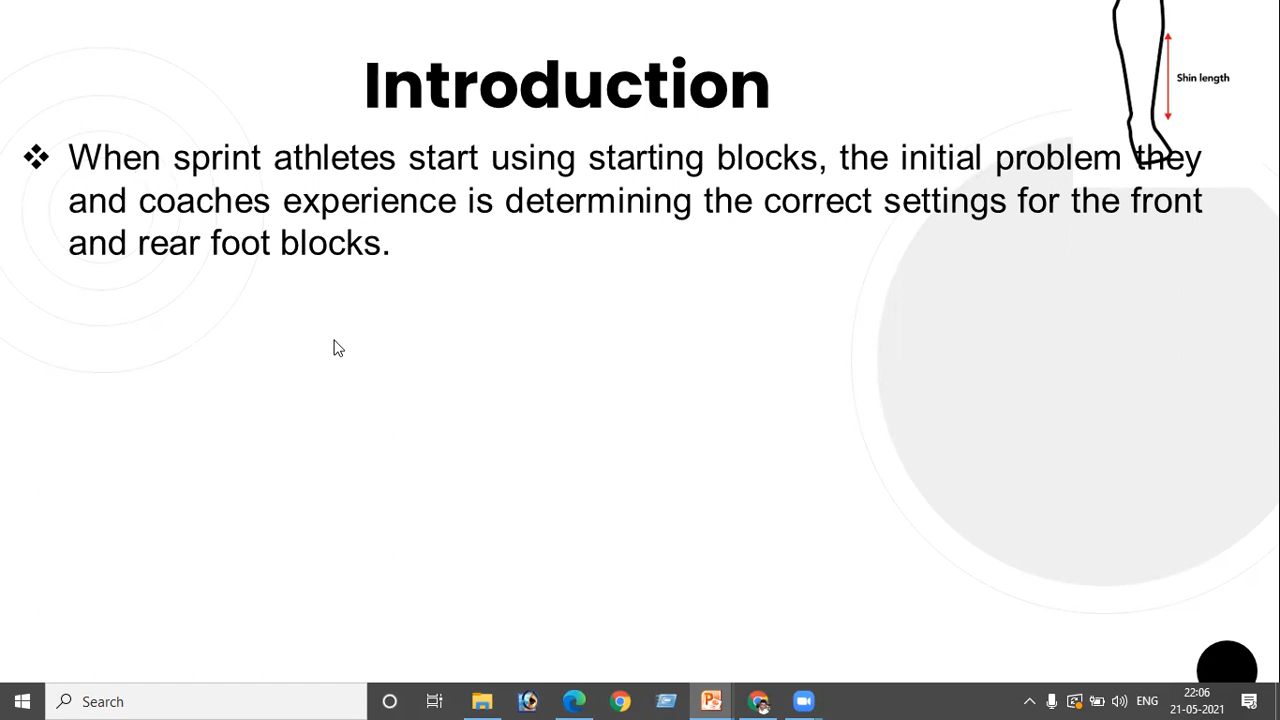 Shin length
Introduction
❖ When sprint athletes start using starting blocks, the initial problem they
and coaches experience is determining the correct settings for the front
and rear foot blocks.
Search
ENG
22:06
21-05-2021